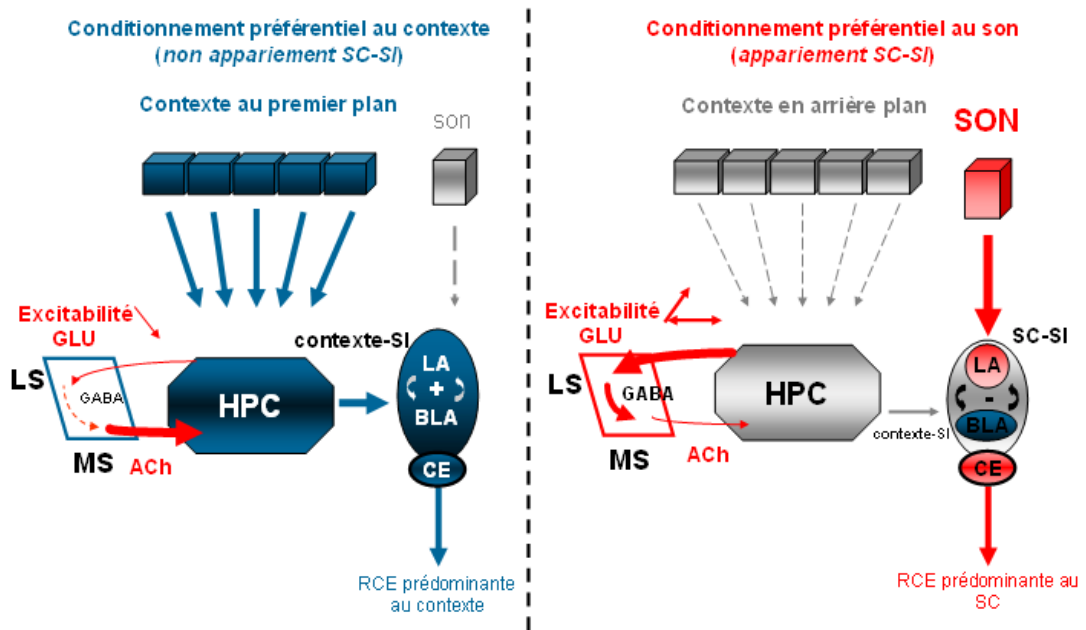 Conditionnement préférentiel au contexte
(non appariement SC-SI)
Contexte au premier plan
son
Excitabilité
GLU
contexte-SI
LS
GABA
HPC
LA
+
BLA
MS
ACh
CE
RCE prédominante
au contexte
Conditionnement préférentiel au son
(appariement SC-SI)
Contexte en arrière plan
SON
Excitabilité
GLU
SC-SI
LS
GABA
HPC
LA
-
BLA
contexte-SI
MS
ACh
CE
RCE prédominante au
SC